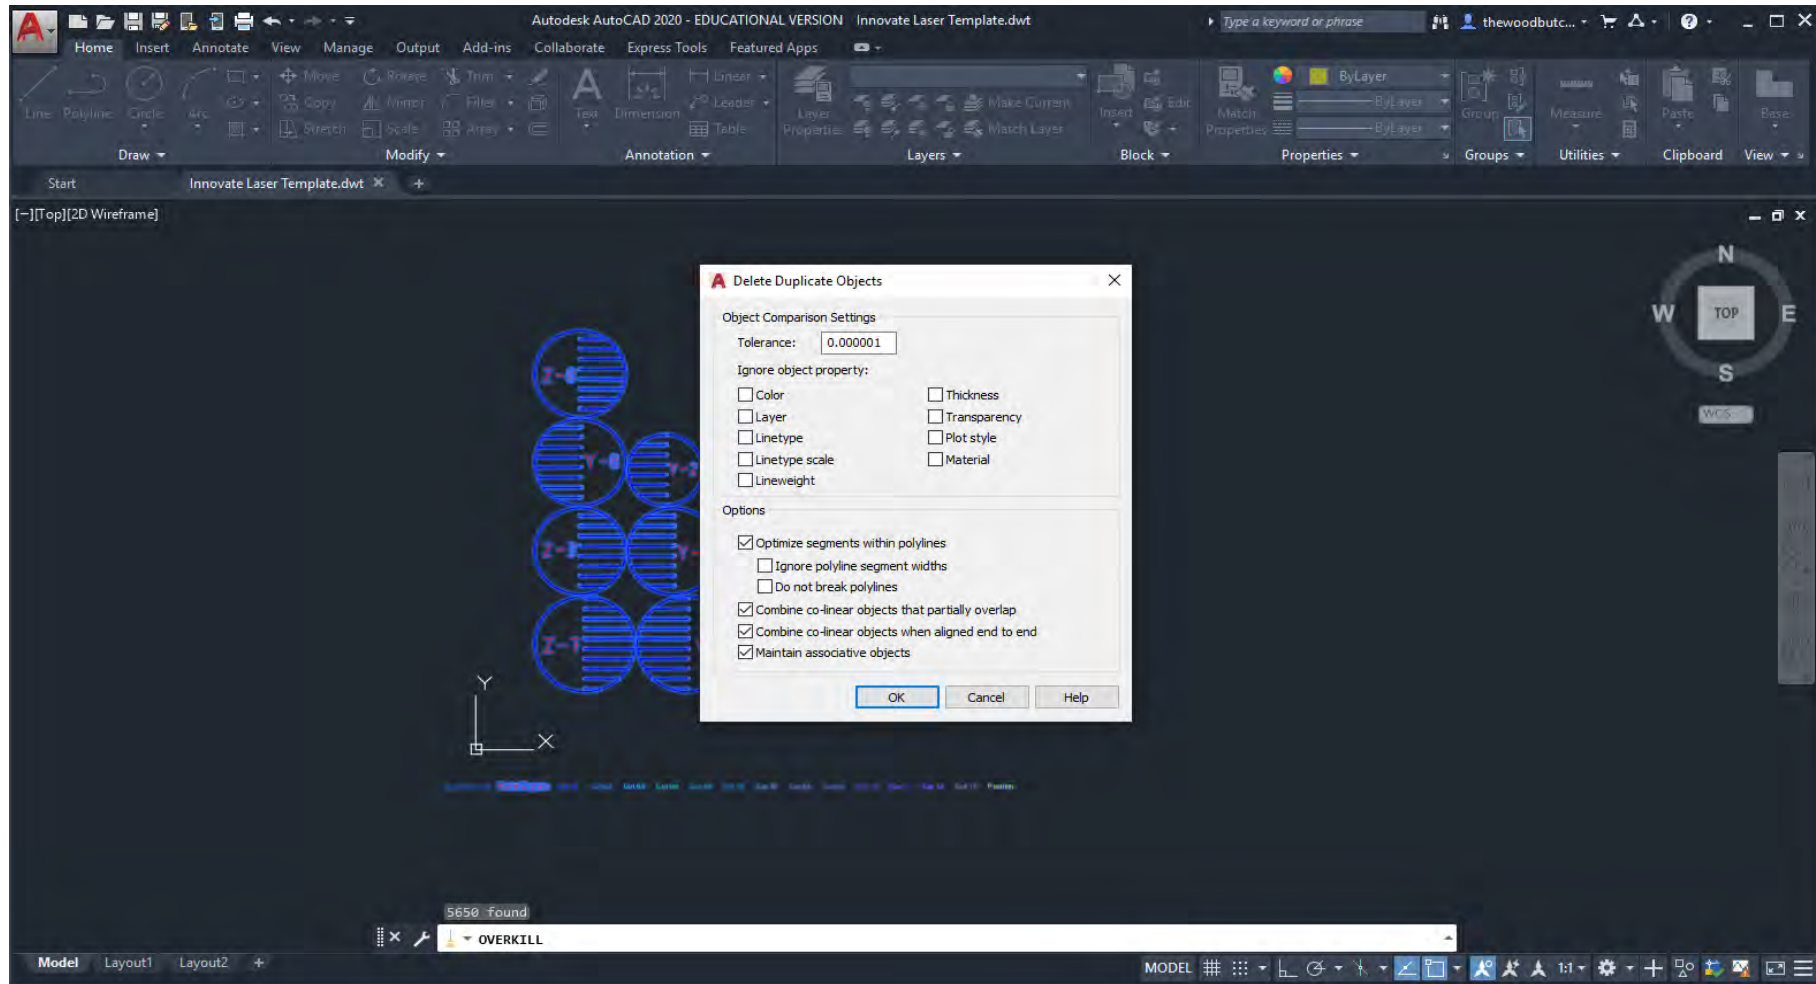 Autodesk AutoCAD 2020 - EDUCATIONAL VERSION Innovate Laser Template.dwt
Type a keyword or phrase
thewoodbutc...
Home Insert Annotate View Manage Output Add-ins Collaborate Express Tools Featured Apps
Move Rotate Trim
Linear
ByLayer
Copy Mirror Fillet
Leader
Make Current
Edit
ByLayer
Line Polyline Circle Arc
Text Dimension
Layer
Properties
Insert
Match
Properties
Group
Measure
Paste
Base
Stretch Scale Array
Table
Match Layer
ByLayer
Draw Modify Annotation Layers Block Properties Groups Utilities Clipboard View
Start Innovate Laser Template.dwt
[–][Top][2D Wireframe]
N
W TOP E
S
WCS
Delete Duplicate Objects
Object Comparison Settings
Tolerance: 0.000001
Ignore object property:
Color Thickness
Layer Transparency
Linetype Plot style
Linetype scale Material
Lineweight
Options
Optimize segments within polylines
Ignore polyline segment widths
Do not break polylines
Combine co-linear objects that partially overlap
Combine co-linear objects when aligned end to end
Maintain associative objects
OK Cancel Help
Y
X
5650 found
OVERKILL
Model Layout1 Layout2 +
MODEL 1:1